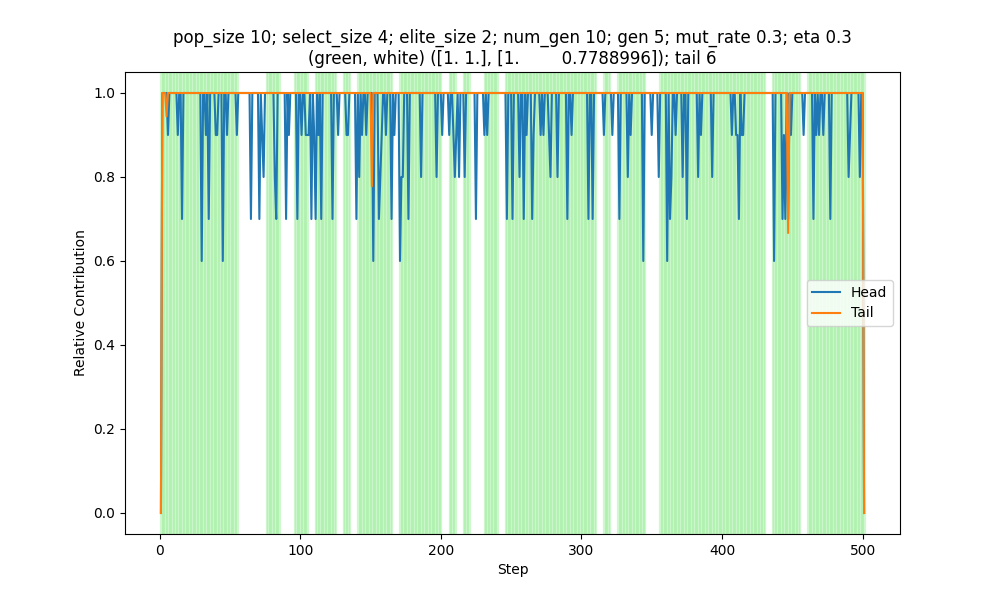 pop_size 10; select_size 4; elite_size 2; num_gen 10; gen 5; mut_rate 0.3; eta 0.3
(green, white) ([1. 1.], [1.         0.7788996]); tail 6
1.0
0.8
0.6
0.4
0.2
0.0
Relative Contribution
Head
Tail
0
100
200
300
400
500
Step